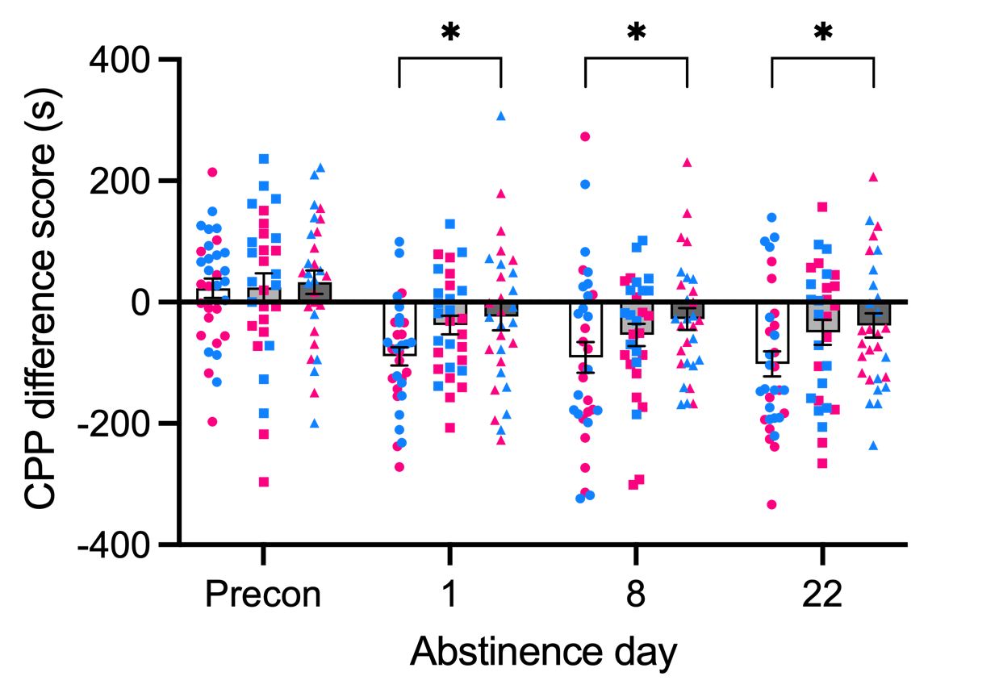 * * *
400
200
0
-200
-400
CPP difference score (s)
Precon 1 8 22
Abstinence day